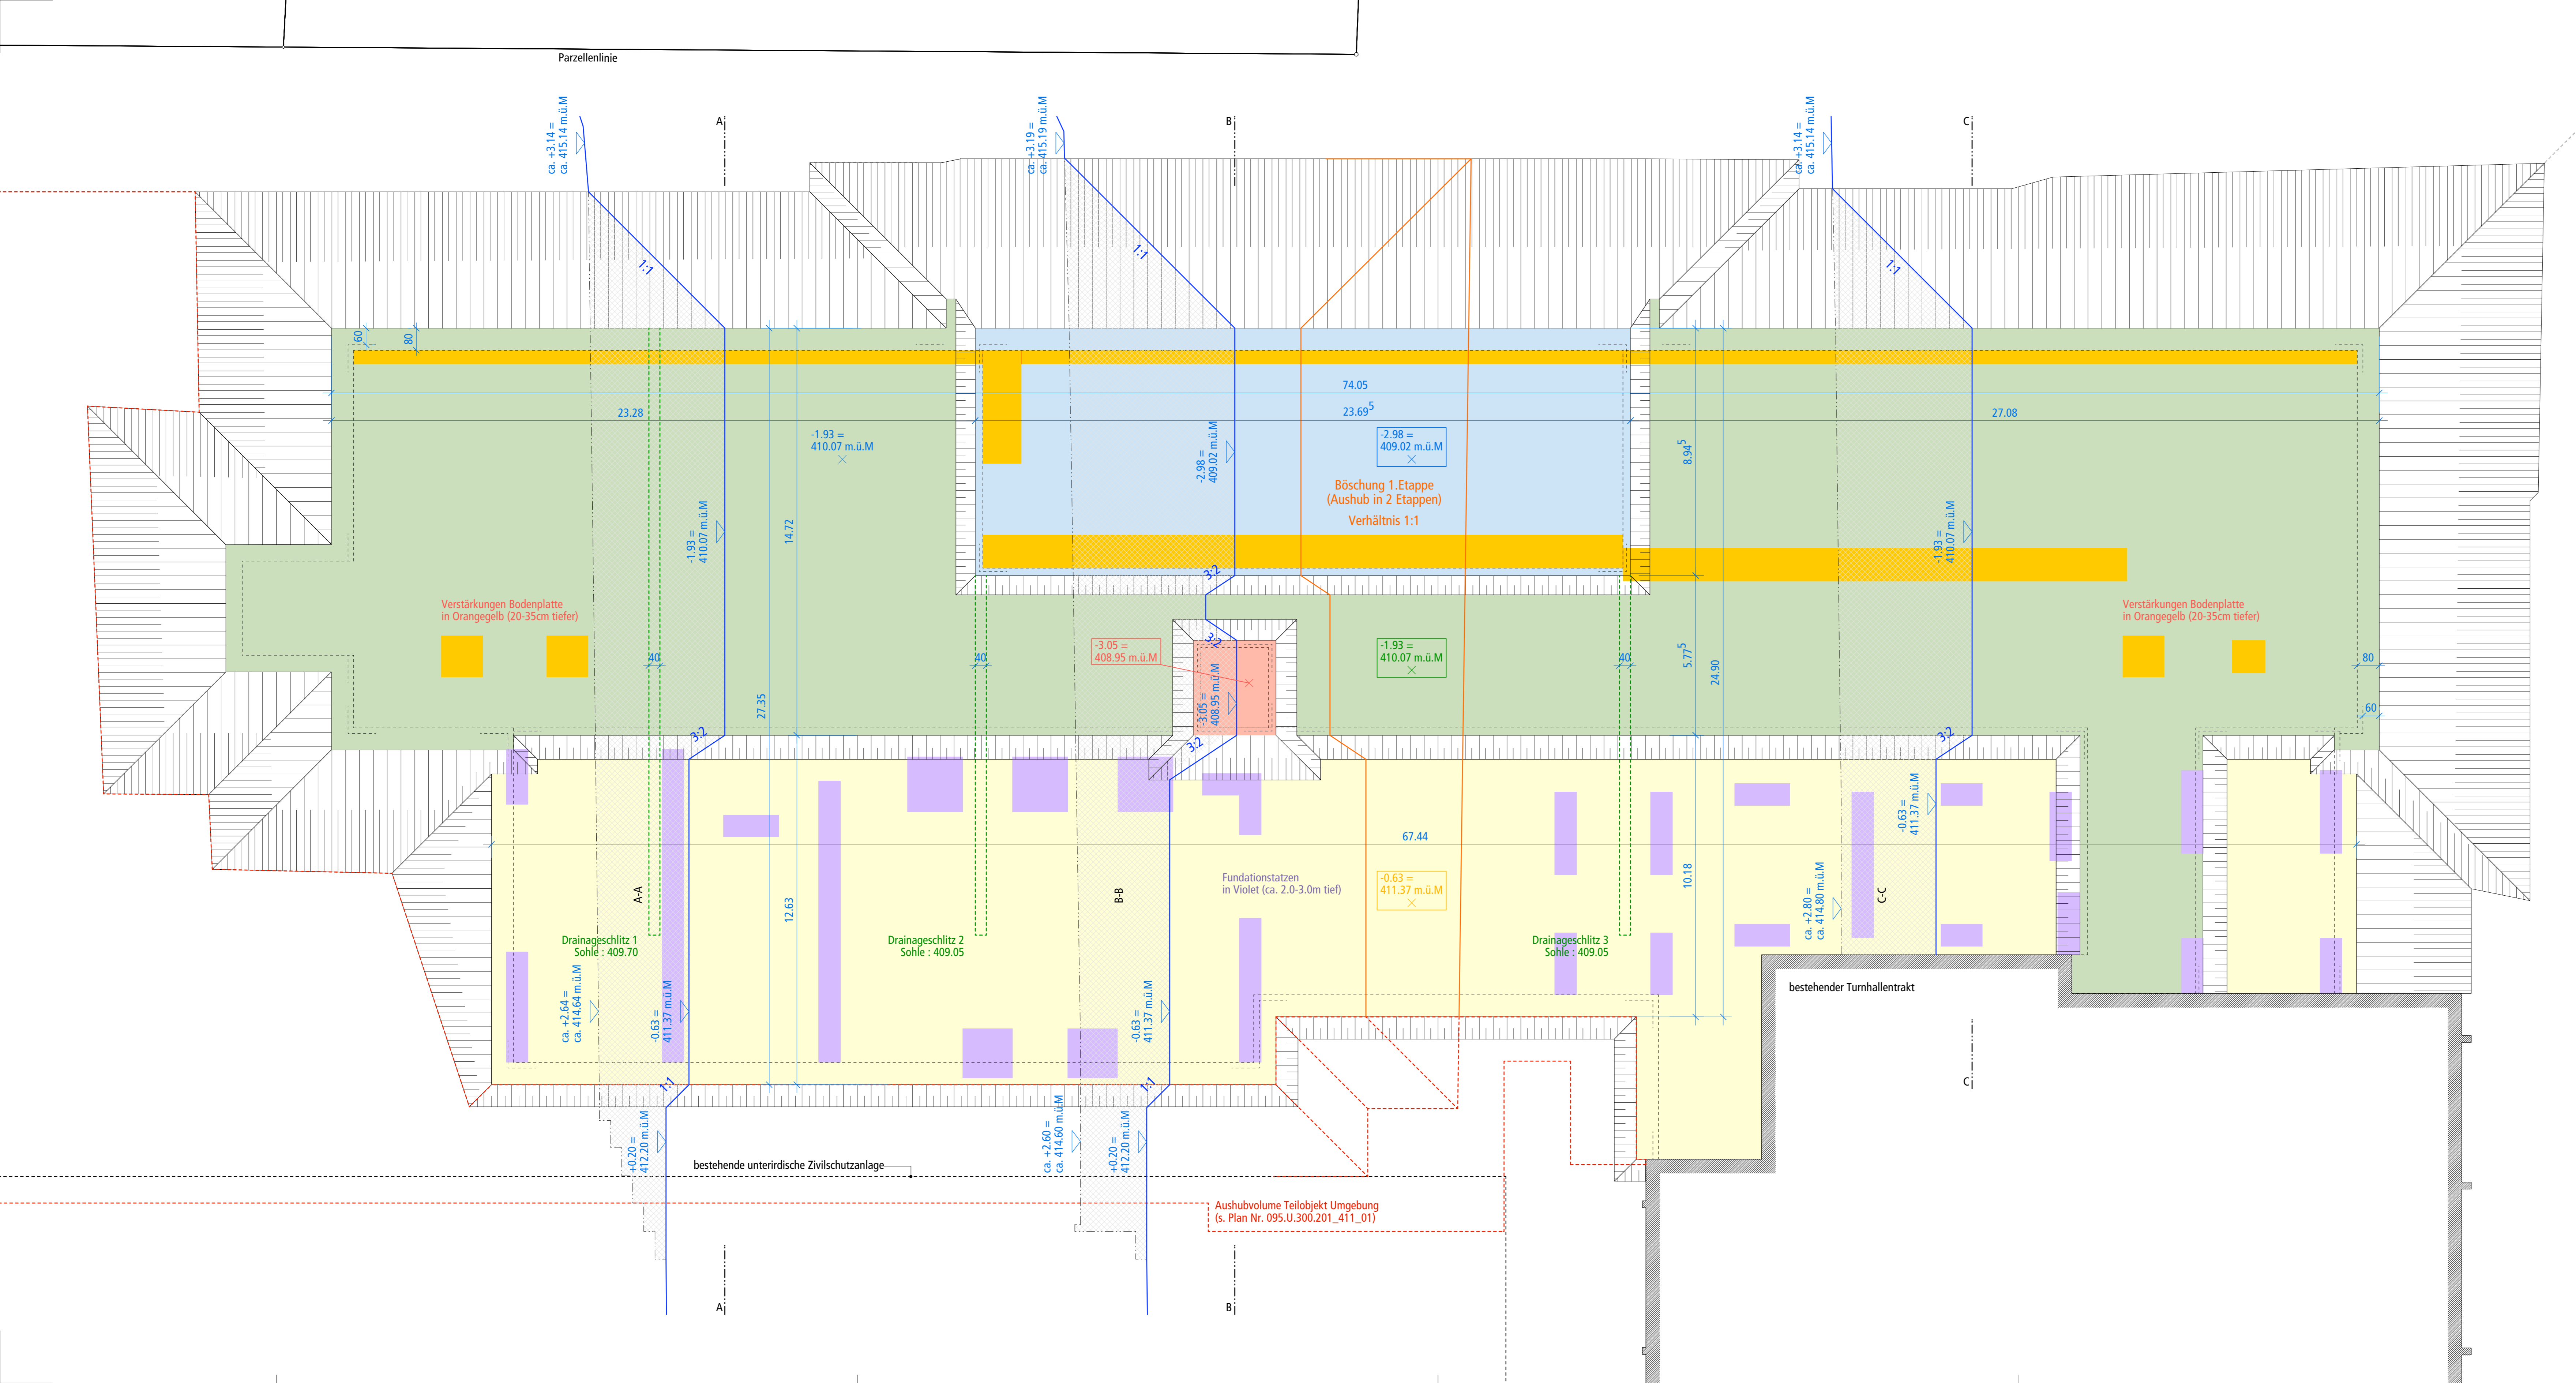 Parzellenlinie
ca. +3.14 =
ca. 415.14 m.ü.M
A
ca. +3.19 =
ca. 415.19 m.ü.M
B
ca. +3.14 =
ca. 415.14 m.ü.M
C
1:1
1:1
1:1
60
80
74.05
23.28
23.69⁵
27.08
-1.93 =
410.07 m.ü.M
-2.98 =
409.02 m.ü.M
-2.98 =
409.02 m.ü.M
8.94⁵
Böschung 1.Etappe
(Aushub in 2 Etappen)
Verhältnis 1:1
-1.93 =
410.07 m.ü.M
14.72
-1.93 =
410.07 m.ü.M
3:2
Verstärkungen Bodenplatte
in Orangegelb (20-35cm tiefer)
Verstärkungen Bodenplatte
in Orangegelb (20-35cm tiefer)
3:2
-3.05 =
408.95 m.ü.M
-1.93 =
410.07 m.ü.M
40
40
40
80
5.77⁵
24.90
-3.05 =
408.95 m.ü.M
27.35
60
3:2
3:2
3:2
-0.63 =
411.37 m.ü.M
67.44
Fundationstatzen
in Violet (ca. 2.0-3.0m tief)
-0.63 =
411.37 m.ü.M
10.18
A-A
B-B
C-C
12.63
ca. +2.80 =
ca. 414.80 m.ü.M
Drainageschlitz 1
Sohle : 409.70
Drainageschlitz 2
Sohle : 409.05
Drainageschlitz 3
Sohle : 409.05
bestehender Turnhallentrakt
ca. +2.64 =
ca. 414.64 m.ü.M
-0.63 =
411.37 m.ü.M
-0.63 =
411.37 m.ü.M
1:1
1:1
C
+0.20 =
412.20 m.ü.M
ca. +2.60 =
ca. 414.60 m.ü.M
+0.20 =
412.20 m.ü.M
bestehende unterirdische Zivilschutzanlage
Aushubvolume Teilobjekt Umgebung
(s. Plan Nr. 095.U.300.201_411_01)
A
B